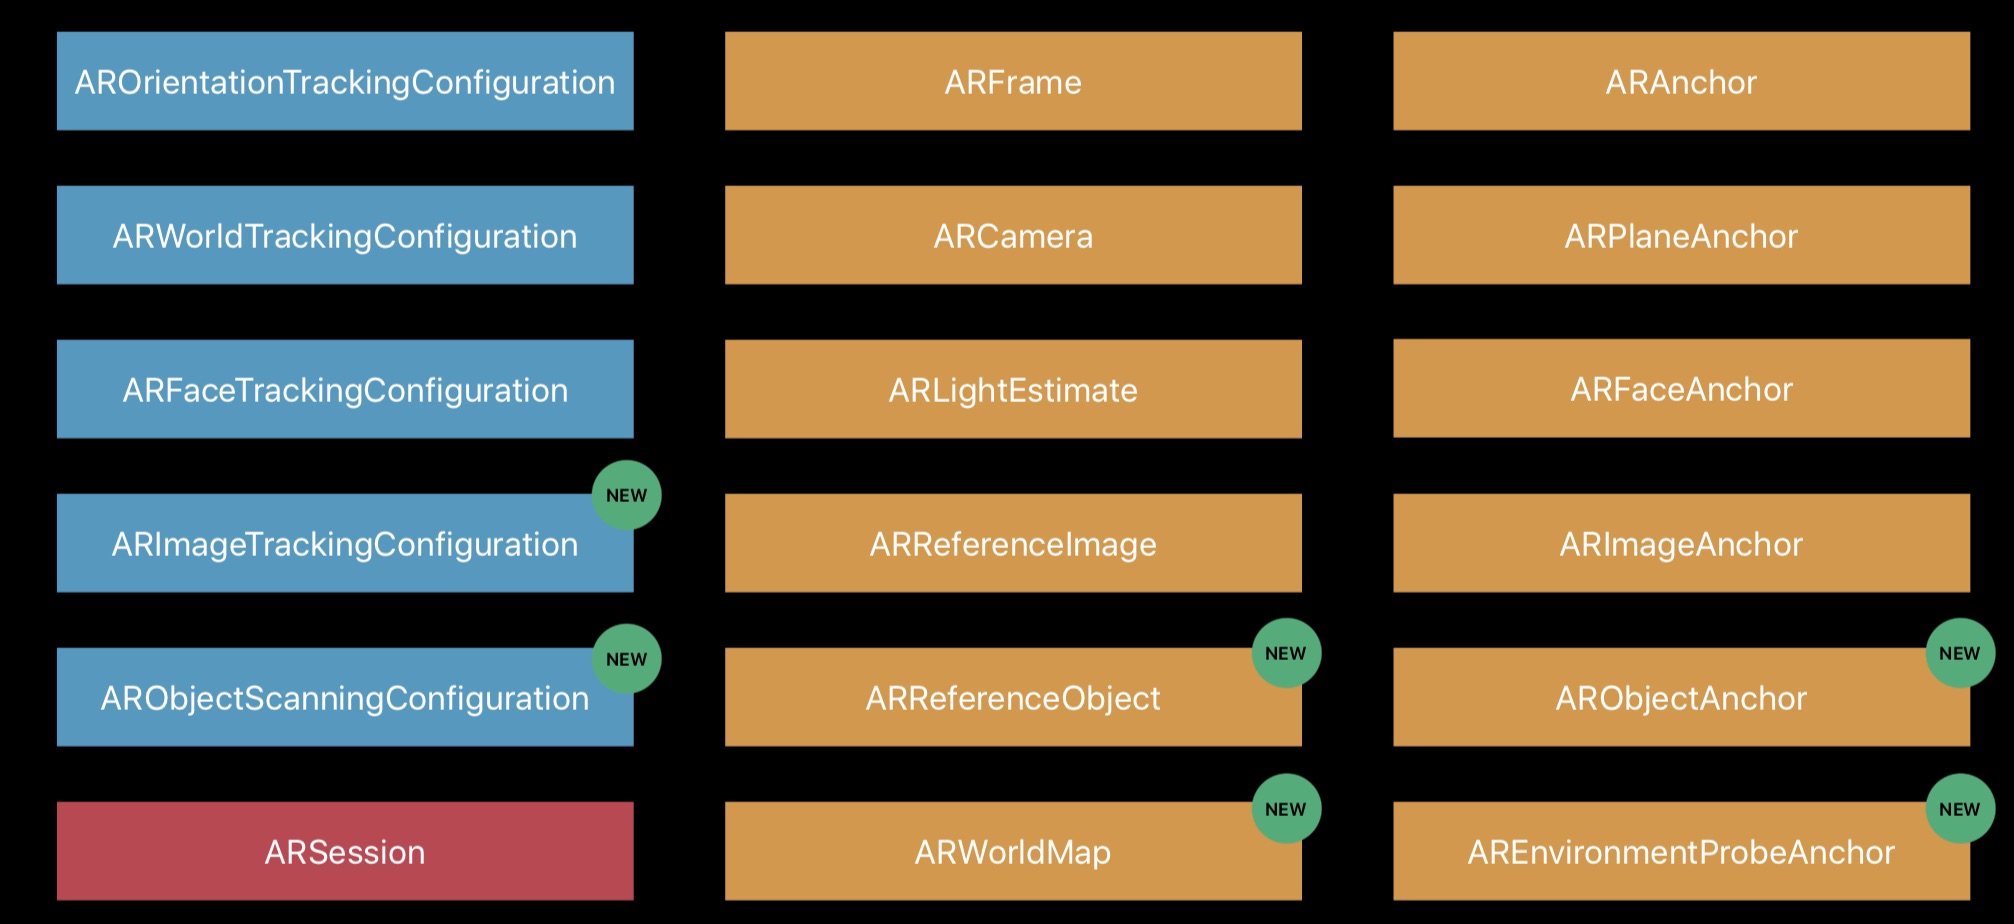 AROrientationTrackingConfiguration
ARFrame
ARAnchor
ARWorldTrackingConfiguration
ARCamera
ARPlaneAnchor
ARFaceTrackingConfiguration
ARLightEstimate
ARFaceAnchor
NEW
ARImageTrackingConfiguration
ARReferenceImage
ARImageAnchor
NEW
ARObjectScanningConfiguration
NEW
ARReferenceObject
NEW
ARObjectAnchor
ARSession
NEW
ARWorldMap
NEW
AREnvironmentProbeAnchor